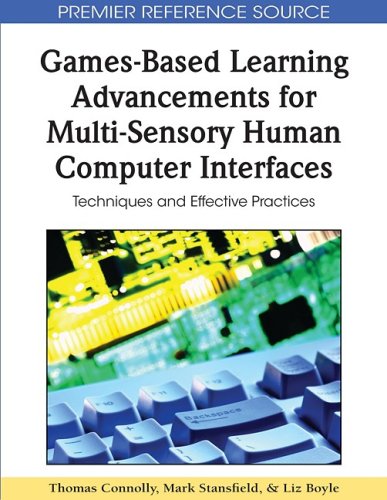 PREMIER REFERENCE SOURCE
Games-Based Learning
Advancements for
Multi-Sensory Human
Computer Interfaces
Techniques and Effective Practices
Backspace
Thomas Connolly, Mark Stansfield, & Liz Boyle